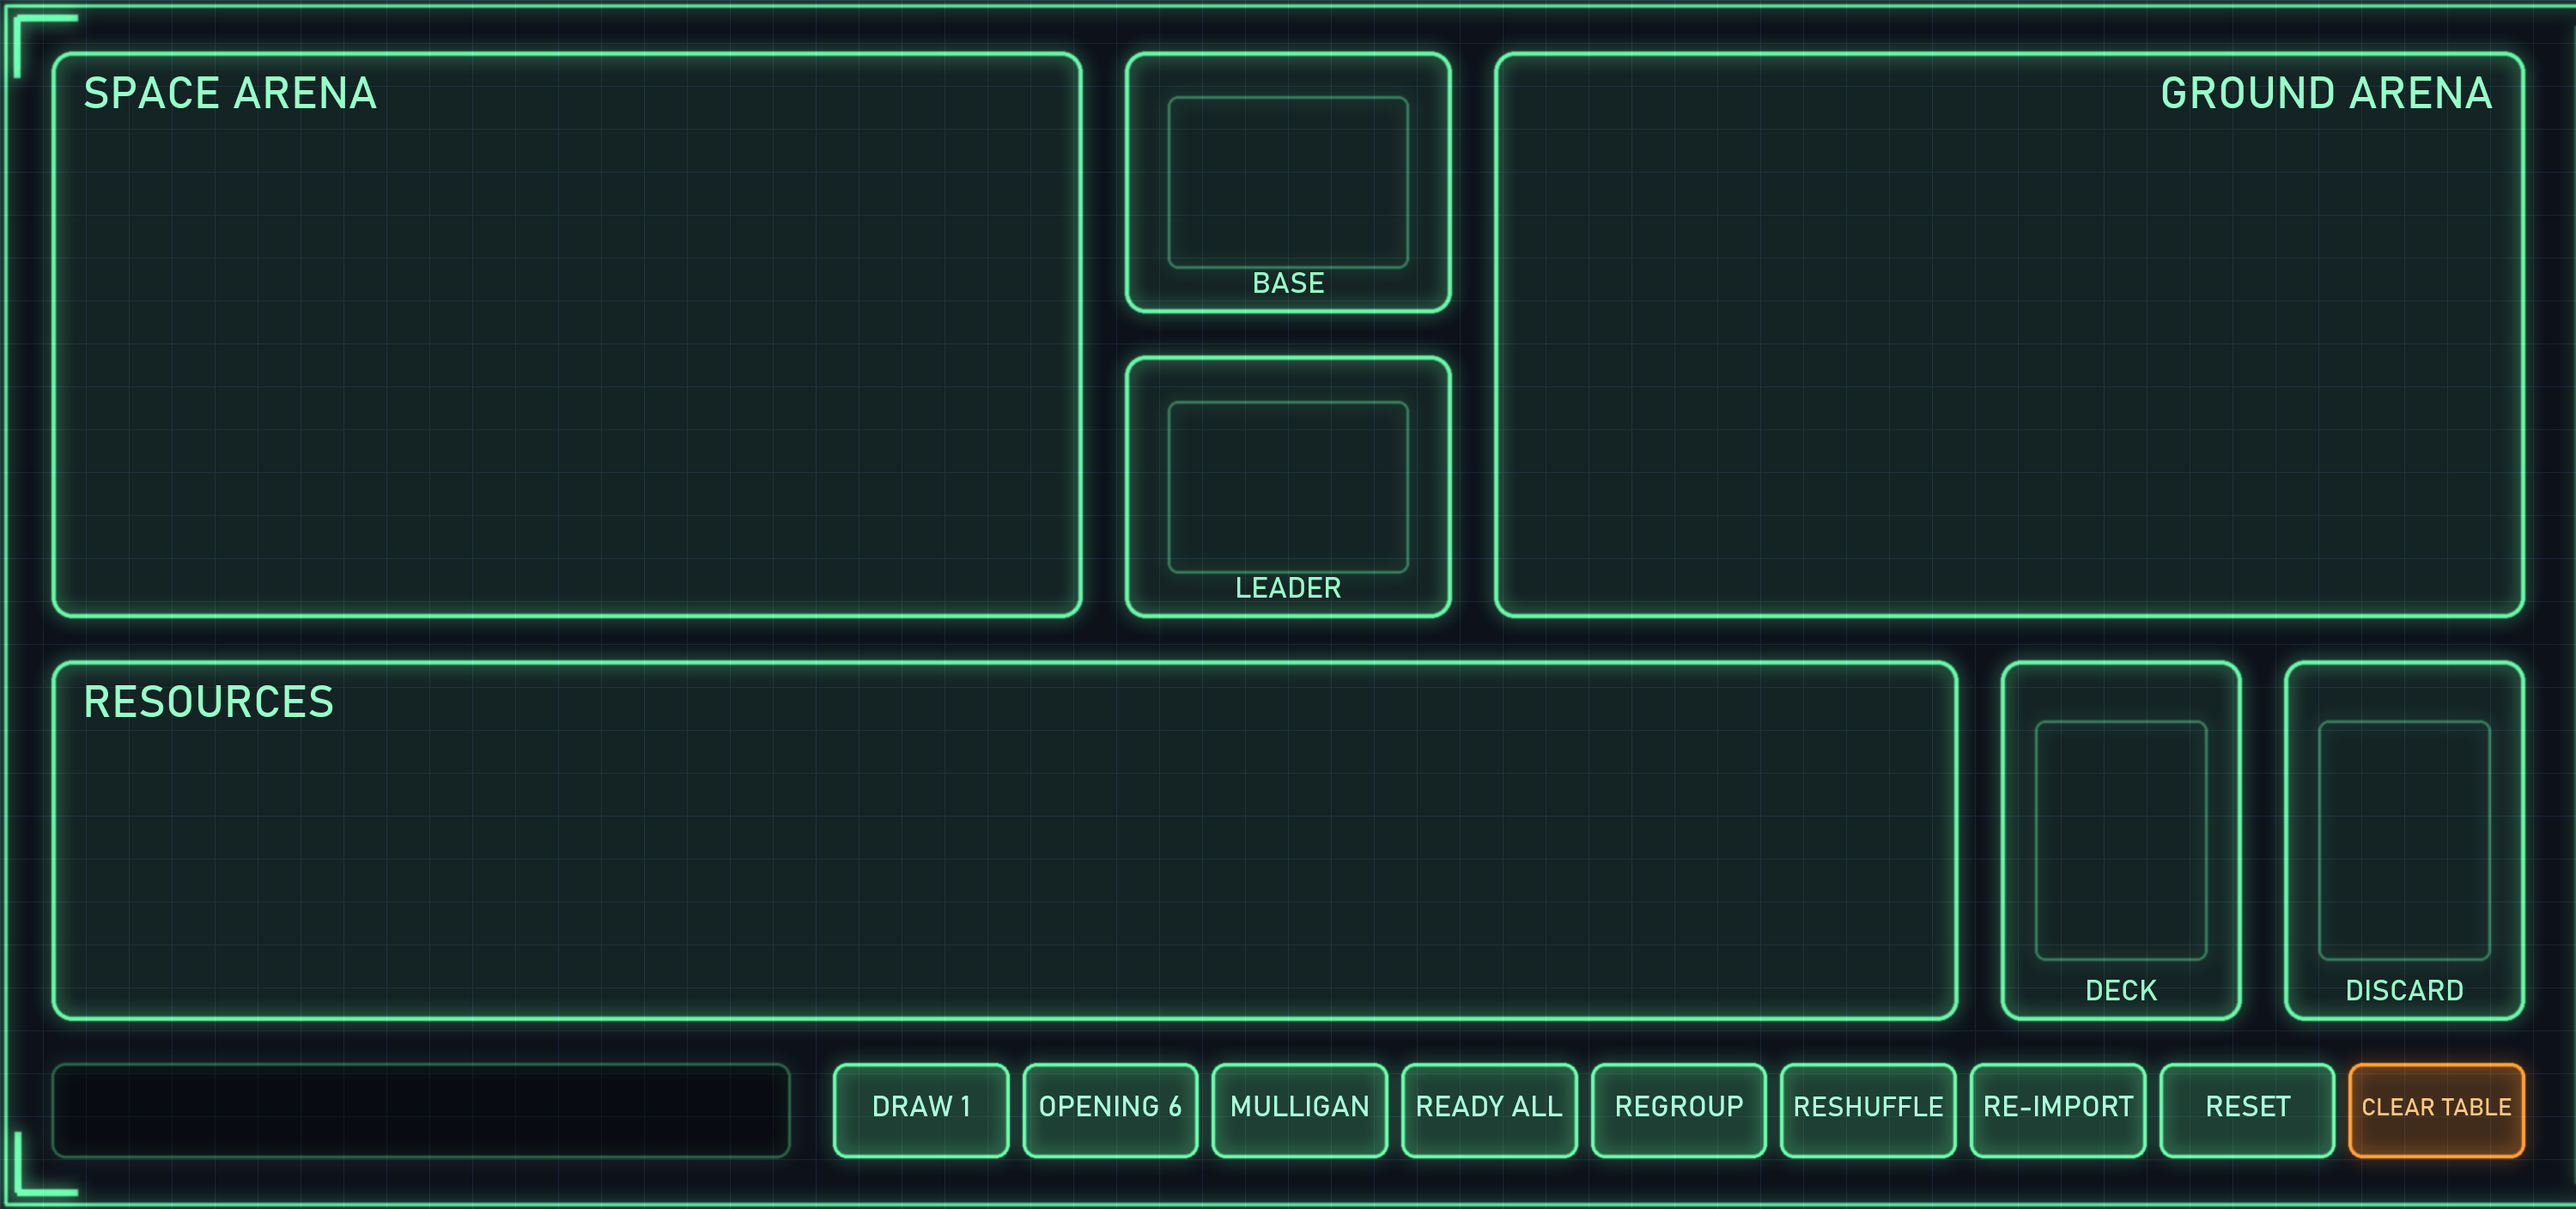 SPACE ARENA
GROUND ARENA
BASE
LEADER
RESOURCES
DECK
DISCARD
DRAW 1
OPENING 6
MULLIGAN
READY ALL
REGROUP
RESHUFFLE
RE-IMPORT
RESET
CLEAR TABLE